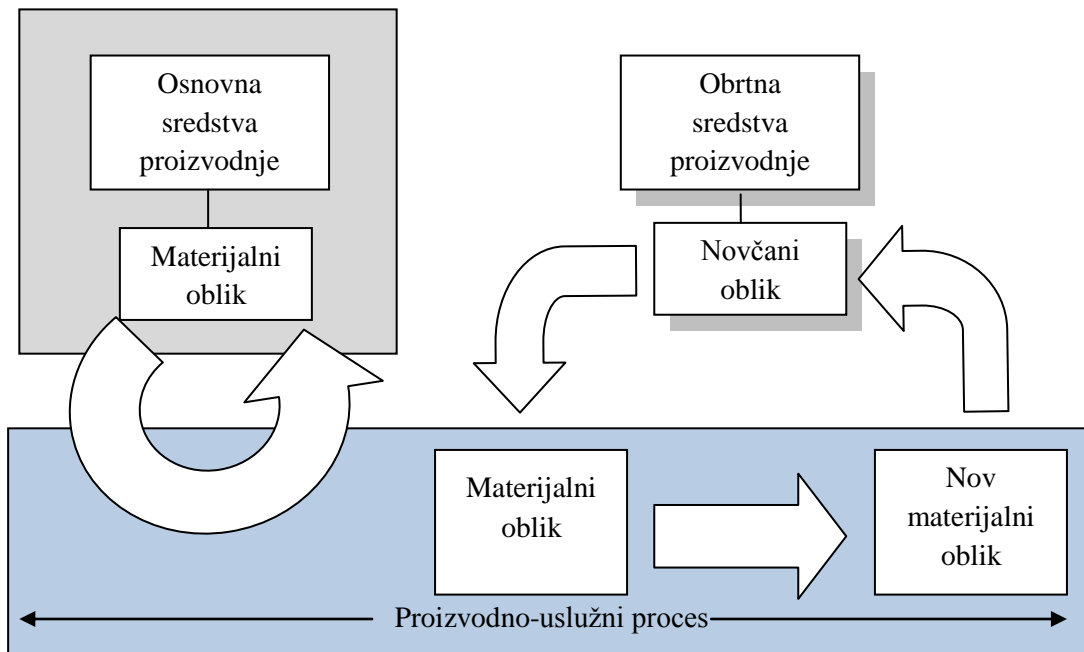 Osnovna
sredstva
proizvodnje
Materijalni
oblik
Obrtna
sredstva
proizvodnje
Novčani
oblik
Materijalni
oblik
Nov
materijalni
oblik
Proizvodno-uslužni proces